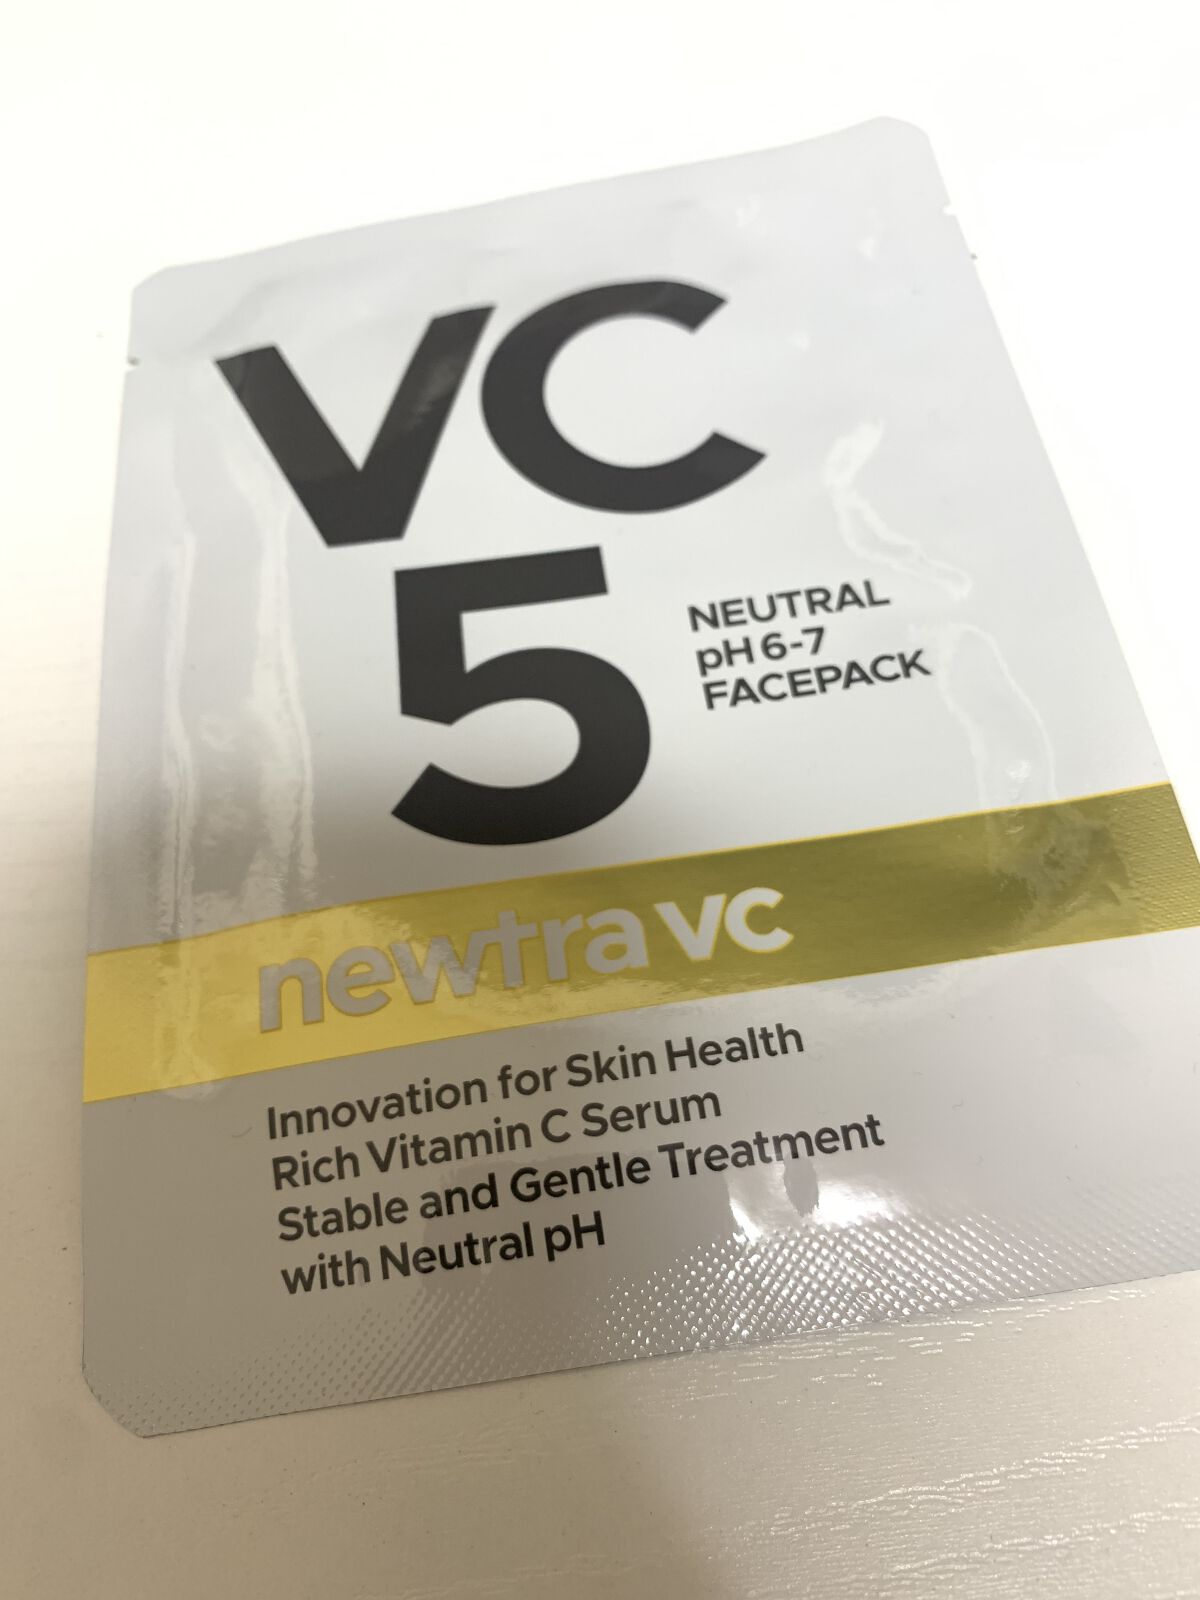 VC
5
NEUTRAL
pH 6-7
FACEPACK
newtra vc
Innovation for Skin Health
Rich Vitamin C Serum
Stable and Gentle Treatment
with Neutral pH